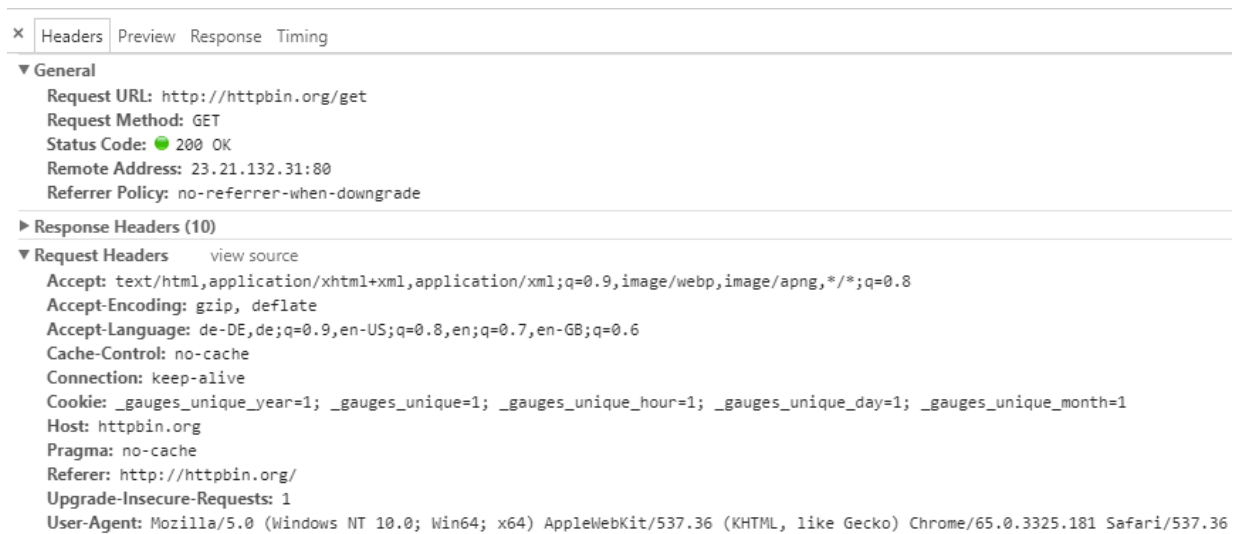 × Headers Preview Response Timing
▼ General
Request URL: http://httpbin.org/get
Request Method: GET
Status Code: 200 OK
Remote Address: 23.21.132.31:80
Referrer Policy: no-referrer-when-downgrade
▶ Response Headers (10)
▼ Request Headers view source
Accept: text/html,application/xhtml+xml,application/xml;q=0.9,image/webp,image/apng,*/*;q=0.8
Accept-Encoding: gzip, deflate
Accept-Language: de-DE,de;q=0.9,en-US;q=0.8,en;q=0.7,en-GB;q=0.6
Cache-Control: no-cache
Connection: keep-alive
Cookie: _gauges_unique_year=1; _gauges_unique=1; _gauges_unique_hour=1; _gauges_unique_day=1; _gauges_unique_month=1
Host: httpbin.org
Pragma: no-cache
Referer: http://httpbin.org/
Upgrade-Insecure-Requests: 1
User-Agent: Mozilla/5.0 (Windows NT 10.0; Win64; x64) AppleWebKit/537.36 (KHTML, like Gecko) Chrome/65.0.3325.181 Safari/537.36